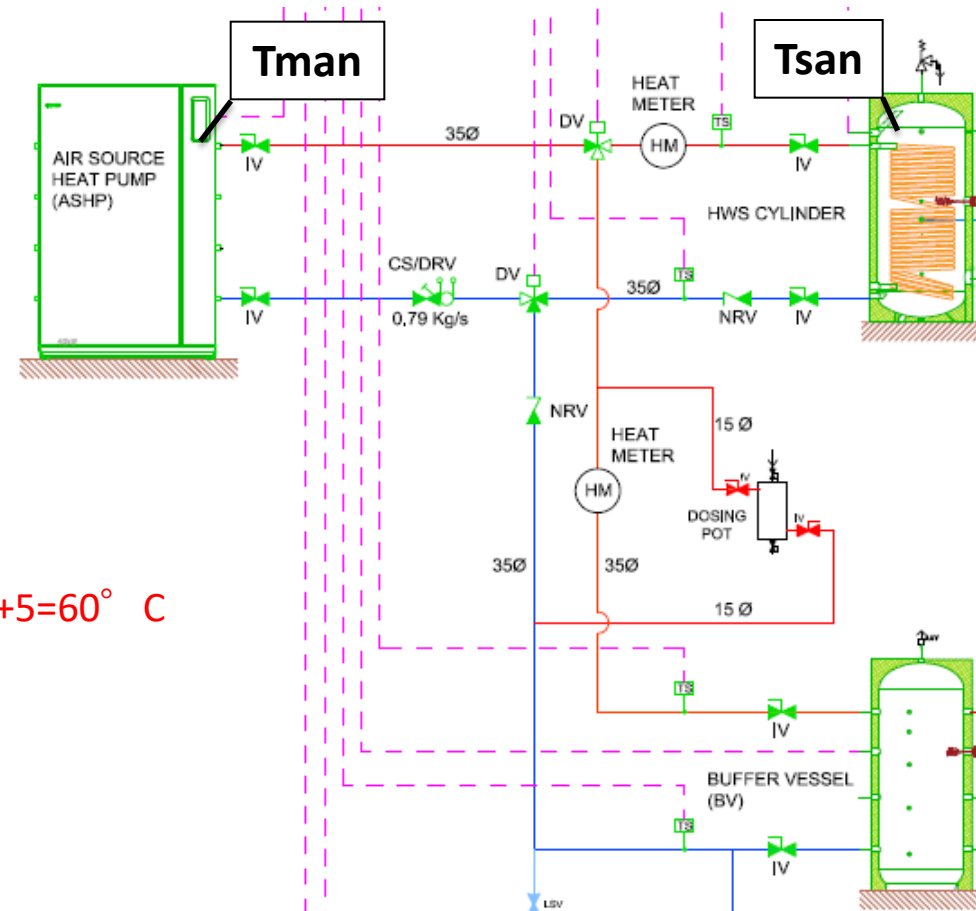 Tman
Tsan
HEAT
METER
DV
TS
35Ø
HM
AIR SOURCE
HEAT PUMP
(ASHP)
IV
IV
HWS CYLINDER
CS/DRV
DV
TS
35Ø
0,79 Kg/s
IV
NRV
IV
NRV
15 Ø
HEAT
METER
IV
HM
DOSING
POT
IV
35Ø
35Ø
+5=60° C
15 Ø
TS
IV
BUFFER VESSEL
(BV)
TS
IV
LSV